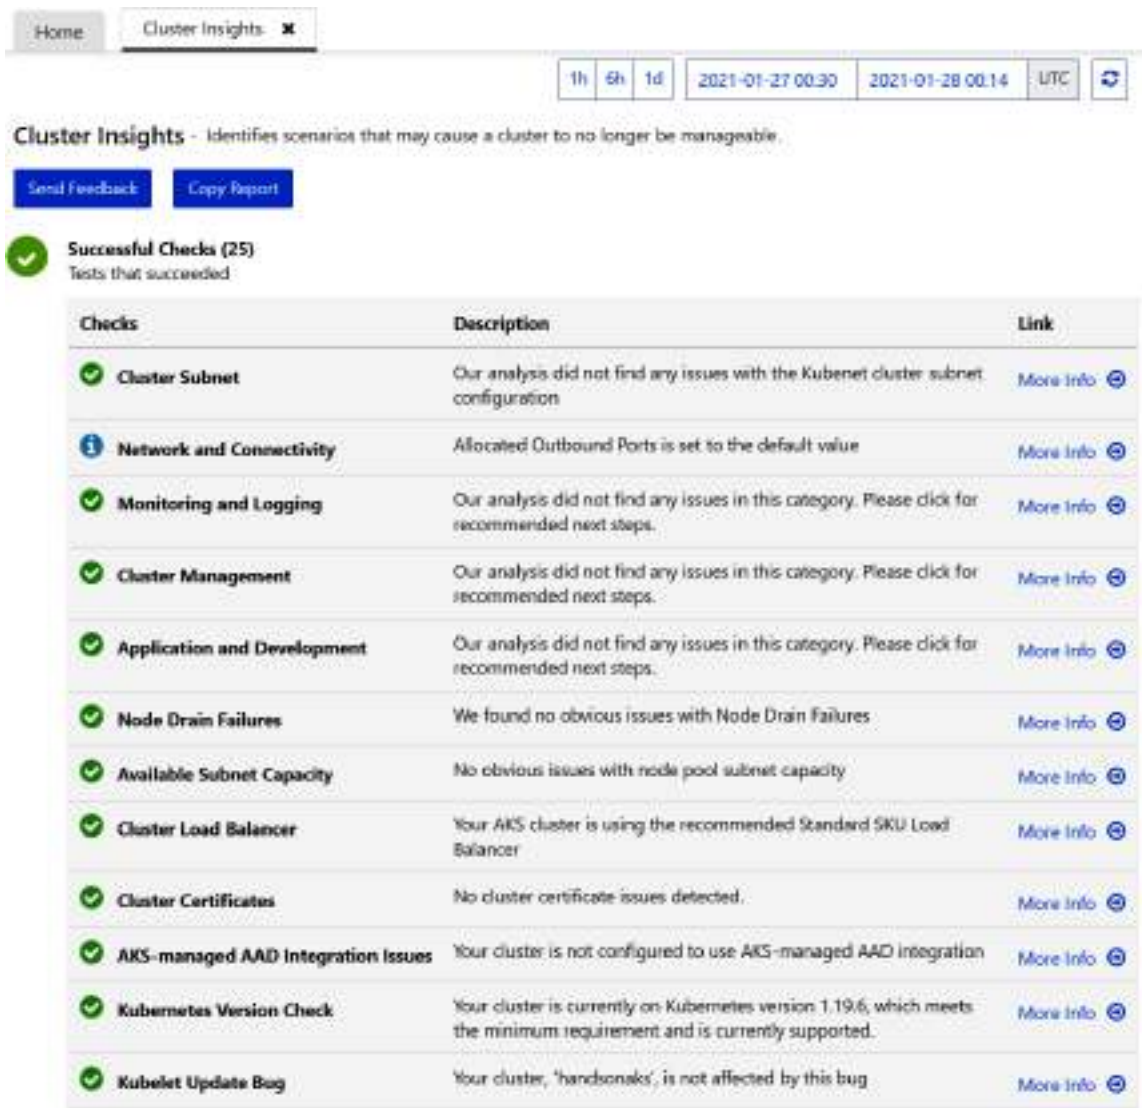 Home
Cluster Insights ✖
1h 6h 1d 2021-01-27 00:30 2021-01-28 00:14 UTC
Cluster Insights - Identifies scenarios that may cause a cluster to no longer be manageable.
Send Feedback Copy Report
Successful Checks (25)
Tests that succeeded
Checks Description Link
Cluster Subnet Our analysis did not find any issues with the Kubenet cluster subnet More Info
configuration
Network and Connectivity Allocated Outbound Ports is set to the default value More Info
Monitoring and Logging Our analysis did not find any issues in this category. Please click for More Info
recommended next steps.
Cluster Management Our analysis did not find any issues in this category. Please click for More Info
recommended next steps.
Application and Development Our analysis did not find any issues in this category. Please click for More Info
recommended next steps.
Node Drain Failures We found no obvious issues with Node Drain Failures More Info
Available Subnet Capacity No obvious issues with node pool subnet capacity More Info
Cluster Load Balancer Your AKS cluster is using the recommended Standard SKU Load More Info
Balancer
Cluster Certificates No cluster certificate issues detected. More Info
AKS-managed AAD Integration Issues Your cluster is not configured to use AKS-managed AAD integration More Info
Kubernetes Version Check Your cluster is currently on Kubernetes version 1.19.6, which meets More Info
the minimum requirement and is currently supported.
Kubelet Update Bug Your cluster, 'handsonaks', is not affected by this bug More Info